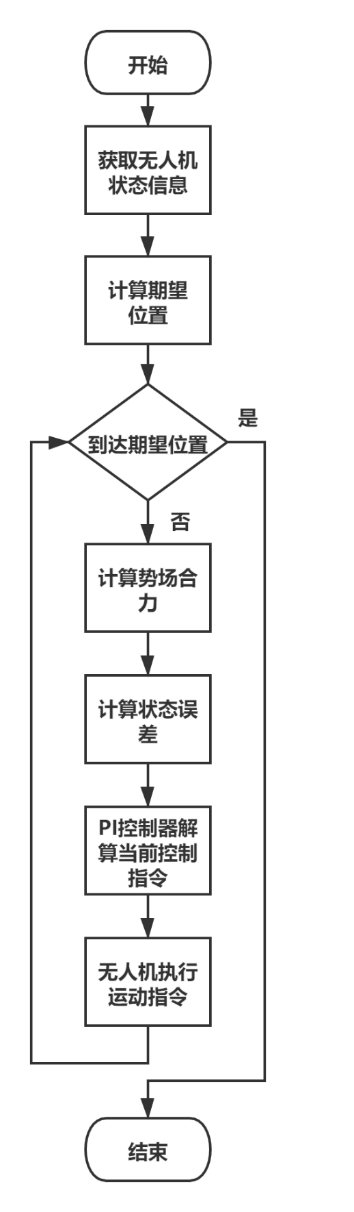 开始
获取无人机
状态信息
计算期望
位置
是
到达期望位置
否
计算势场合
力
计算状态误
差
PI控制器解
算当前控制
指令
无人机执行
运动指令
结束